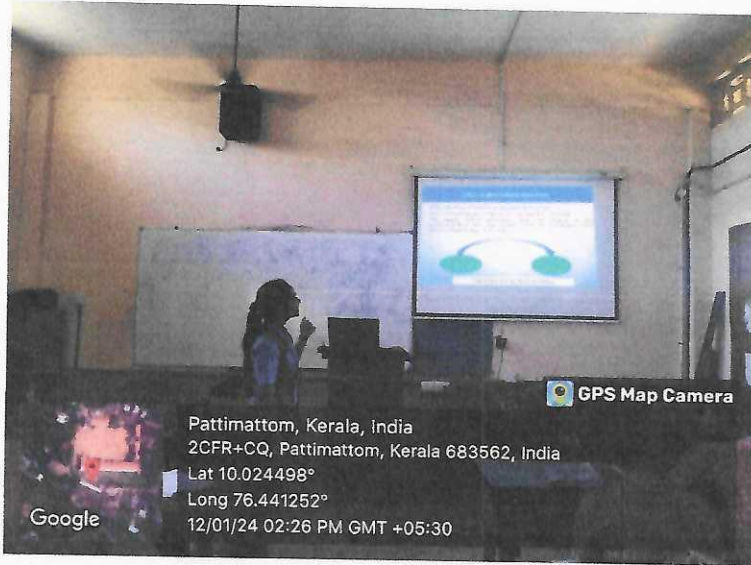 GPS Map Camera
Pattimattom, Kerala, India
2CFR+CQ, Pattimattom, Kerala 683562, India
Lat 10.024498°
Long 76.441252°
12/01/24 02:26 PM GMT +05:30
Google